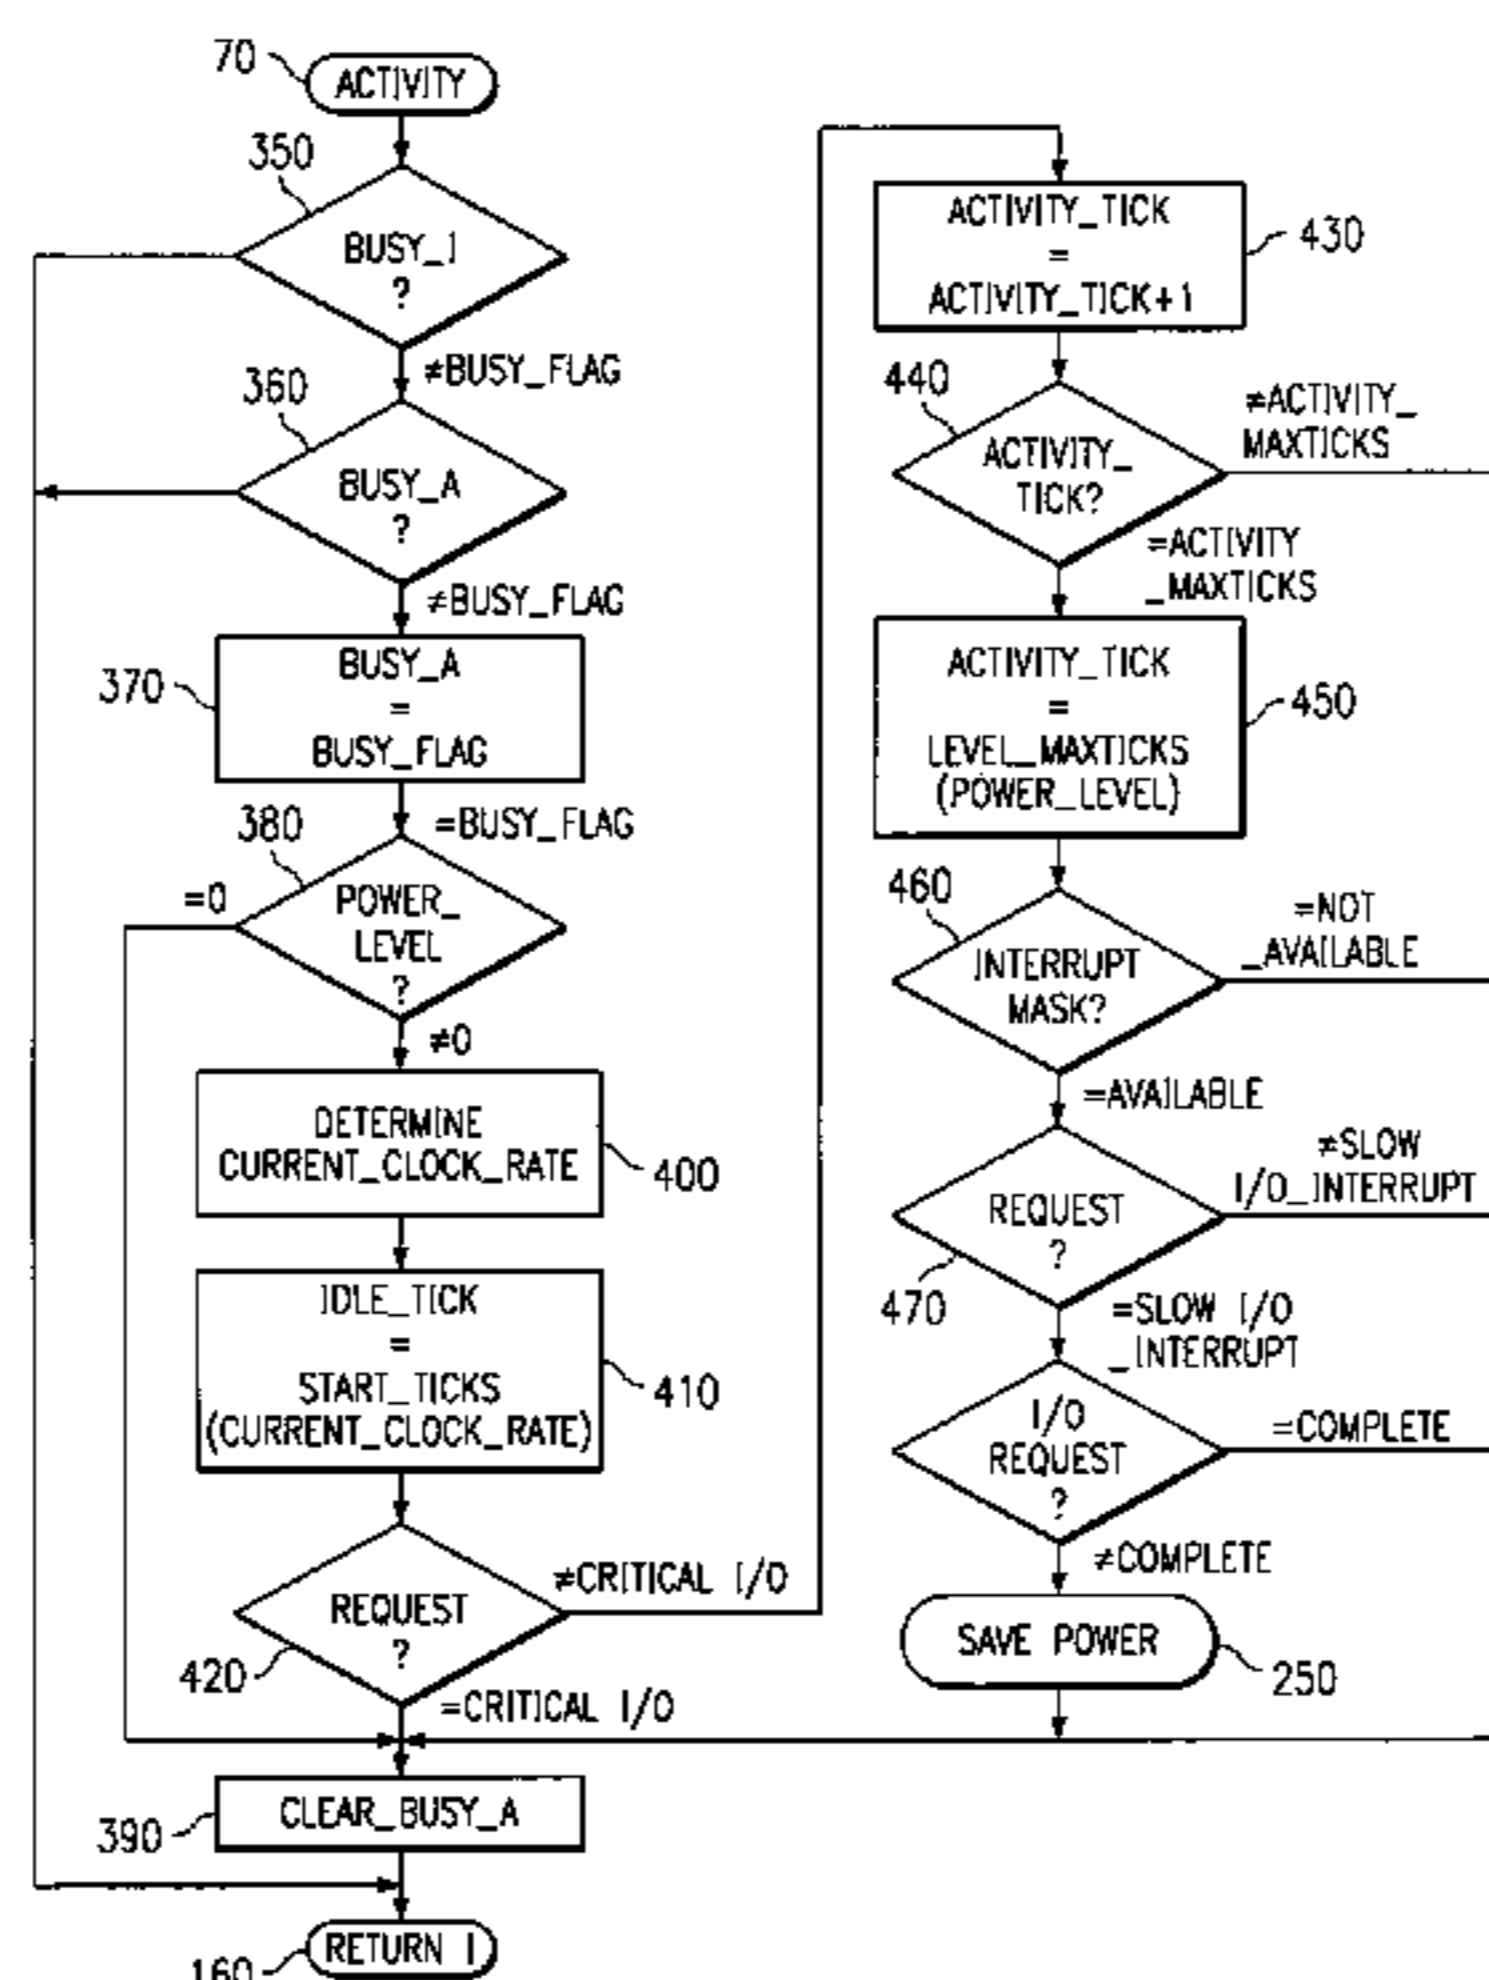 70
ACTIVITY
350
BUSY_I
?
≠BUSY_FLAG
360
BUSY_A
?
≠BUSY_FLAG
370
BUSY_A
=
BUSY_FLAG
=BUSY_FLAG
380
=0
POWER_
LEVEL
?
≠0
DETERMINE
CURRENT_CLOCK_RATE
400
IDLE_TICK
=
START_TICKS
(CURRENT_CLOCK_RATE)
410
≠CRITICAL I/O
REQUEST
?
420
=CRITICAL I/O
CLEAR_BUSY_A
390
RETURN I
160
ACTIVITY_TICK
=
ACTIVITY_TICK+1
430
440
ACTIVITY_
TICK?
≠ACTIVITY_
MAXTICKS
=ACTIVITY
_MAXTICKS
ACTIVITY_TICK
=
LEVEL_MAXTICKS
(POWER_LEVEL)
450
460
INTERRUPT
MASK?
=NOT
_AVAILABLE
=AVAILABLE
REQUEST
?
≠SLOW
I/O_INTERRUPT
470
=SLOW I/O
_INTERRUPT
I/O
REQUEST
?
=COMPLETE
≠COMPLETE
SAVE POWER
250